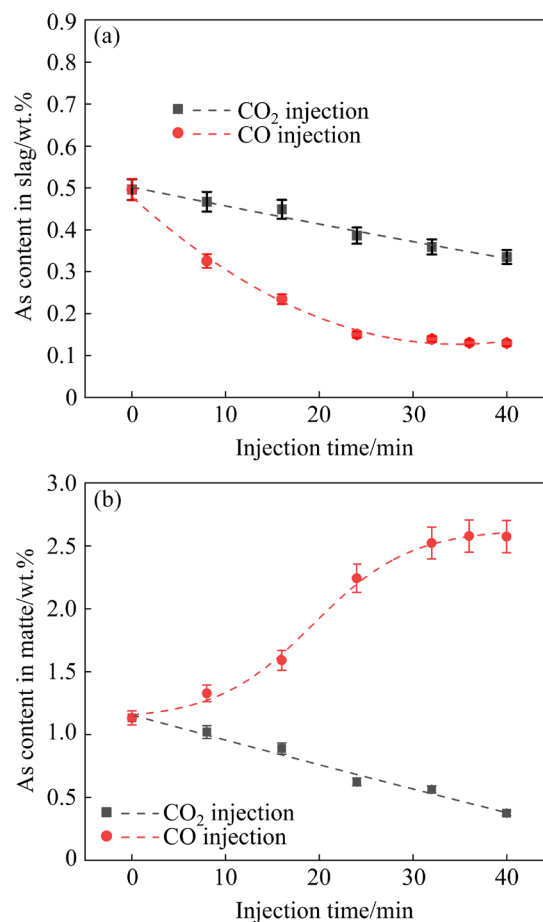 (a)
0.9
0.8
0.7
0.6
0.5
0.4
0.3
0.2
0.1
0
CO₂ injection
CO injection
As content in slag/wt.%
0 10 20 30 40
Injection time/min
(b)
3.0
2.5
2.0
1.5
1.0
0.5
0
CO₂ injection
CO injection
As content in matte/wt.%
0 10 20 30 40
Injection time/min